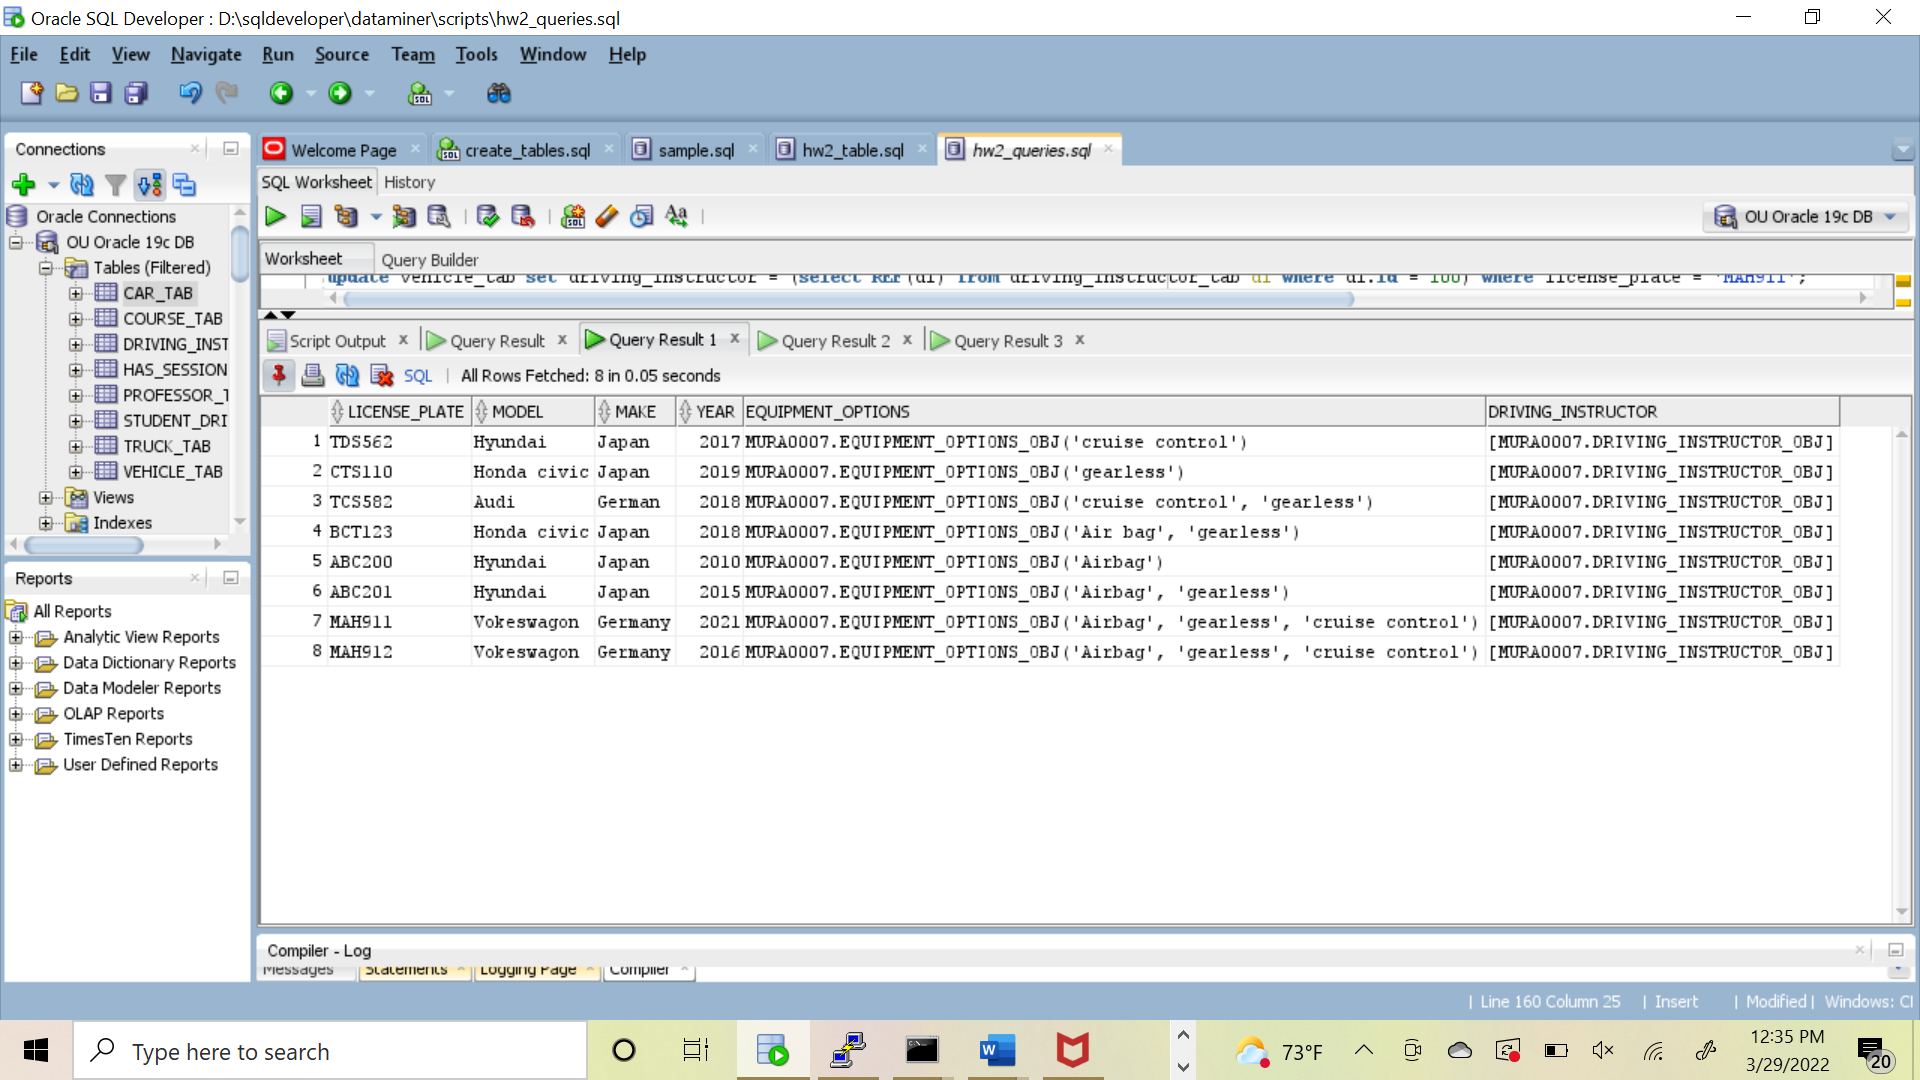 Oracle SQL Developer : D:\sqldeveloper\dataminer\scripts\hw2_queries.sql
File Edit View Navigate Run Source Team Tools Window Help
Connections
Welcome Page create_tables.sql sample.sql hw2_table.sql hw2_queries.sql
SQL Worksheet History
Oracle Connections
OU Oracle 19c DB
Tables (Filtered)
CAR_TAB
COURSE_TAB
DRIVING_INST
HAS_SESSION
PROFESSOR_T
STUDENT_DRI
TRUCK_TAB
VEHICLE_TAB
Views
Indexes
OU Oracle 19c DB
Worksheet Query Builder
update vehicle_tab set driving_instructor = (select REF(di) from driving_instructor_tab di where di.id = 100) where license_plate = 'MAH911';
Script Output Query Result Query Result 1 Query Result 2 Query Result 3
SQL All Rows Fetched: 8 in 0.05 seconds
LICENSE_PLATE MODEL MAKE YEAR EQUIPMENT_OPTIONS DRIVING_INSTRUCTOR
1 TDS562 Hyundai Japan 2017 MURA0007.EQUIPMENT_OPTIONS_OBJ('cruise control') [MURA0007.DRIVING_INSTRUCTOR_OBJ]
2 CTS110 Honda civic Japan 2019 MURA0007.EQUIPMENT_OPTIONS_OBJ('gearless') [MURA0007.DRIVING_INSTRUCTOR_OBJ]
3 TCS582 Audi German 2018 MURA0007.EQUIPMENT_OPTIONS_OBJ('cruise control', 'gearless') [MURA0007.DRIVING_INSTRUCTOR_OBJ]
4 BCT123 Honda civic Japan 2018 MURA0007.EQUIPMENT_OPTIONS_OBJ('Air bag', 'gearless') [MURA0007.DRIVING_INSTRUCTOR_OBJ]
5 ABC200 Hyundai Japan 2010 MURA0007.EQUIPMENT_OPTIONS_OBJ('Airbag') [MURA0007.DRIVING_INSTRUCTOR_OBJ]
6 ABC201 Hyundai Japan 2015 MURA0007.EQUIPMENT_OPTIONS_OBJ('Airbag', 'gearless') [MURA0007.DRIVING_INSTRUCTOR_OBJ]
7 MAH911 Vokeswagon Germany 2021 MURA0007.EQUIPMENT_OPTIONS_OBJ('Airbag', 'gearless', 'cruise control') [MURA0007.DRIVING_INSTRUCTOR_OBJ]
8 MAH912 Vokeswagon Germany 2016 MURA0007.EQUIPMENT_OPTIONS_OBJ('Airbag', 'gearless', 'cruise control') [MURA0007.DRIVING_INSTRUCTOR_OBJ]
Reports
All Reports
Analytic View Reports
Data Dictionary Reports
Data Modeler Reports
OLAP Reports
TimesTen Reports
User Defined Reports
Compiler - Log
Messages Statements Logging Page Compiler
Line 160 Column 25 Insert Modified Windows: Cl
Type here to search
73°F
12:35 PM
3/29/2022
20